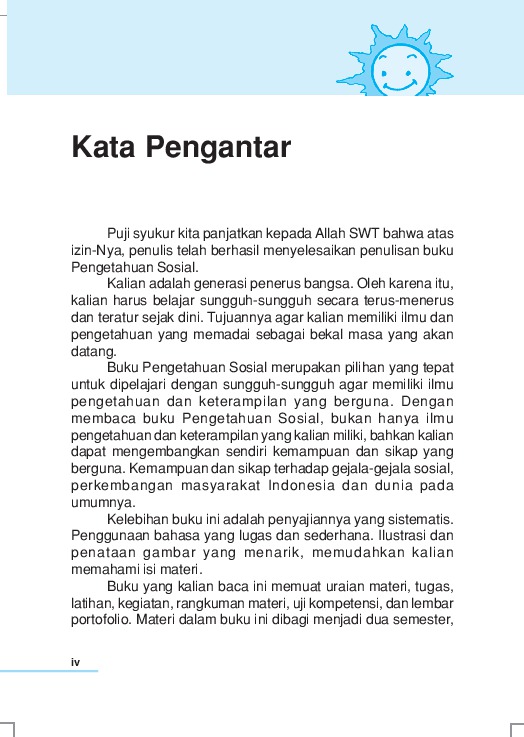 Kata Pengantar
Puji syukur kita panjatkan kepada Allah SWT bahwa atas
izin-Nya, penulis telah berhasil menyelesaikan penulisan buku
Pengetahuan Sosial.
Kalian adalah generasi penerus bangsa. Oleh karena itu,
kalian harus belajar sungguh-sungguh secara terus-menerus
dan teratur sejak dini. Tujuannya agar kalian memiliki ilmu dan
pengetahuan yang memadai sebagai bekal masa yang akan
datang.
Buku Pengetahuan Sosial merupakan pilihan yang tepat
untuk dipelajari dengan sungguh-sungguh agar memiliki ilmu
pengetahuan dan keterampilan yang berguna. Dengan
membaca buku Pengetahuan Sosial, bukan hanya ilmu
pengetahuan dan keterampilan yang kalian miliki, bahkan kalian
dapat mengembangkan sendiri kemampuan dan sikap yang
berguna. Kemampuan dan sikap terhadap gejala-gejala sosial,
perkembangan masyarakat Indonesia dan dunia pada
umumnya.
Kelebihan buku ini adalah penyajiannya yang sistematis.
Penggunaan bahasa yang lugas dan sederhana. Ilustrasi dan
penataan gambar yang menarik, memudahkan kalian
memahami isi materi.
Buku yang kalian baca ini memuat uraian materi, tugas,
latihan, kegiatan, rangkuman materi, uji kompetensi, dan lembar
portofolio. Materi dalam buku ini dibagi menjadi dua semester,
iv